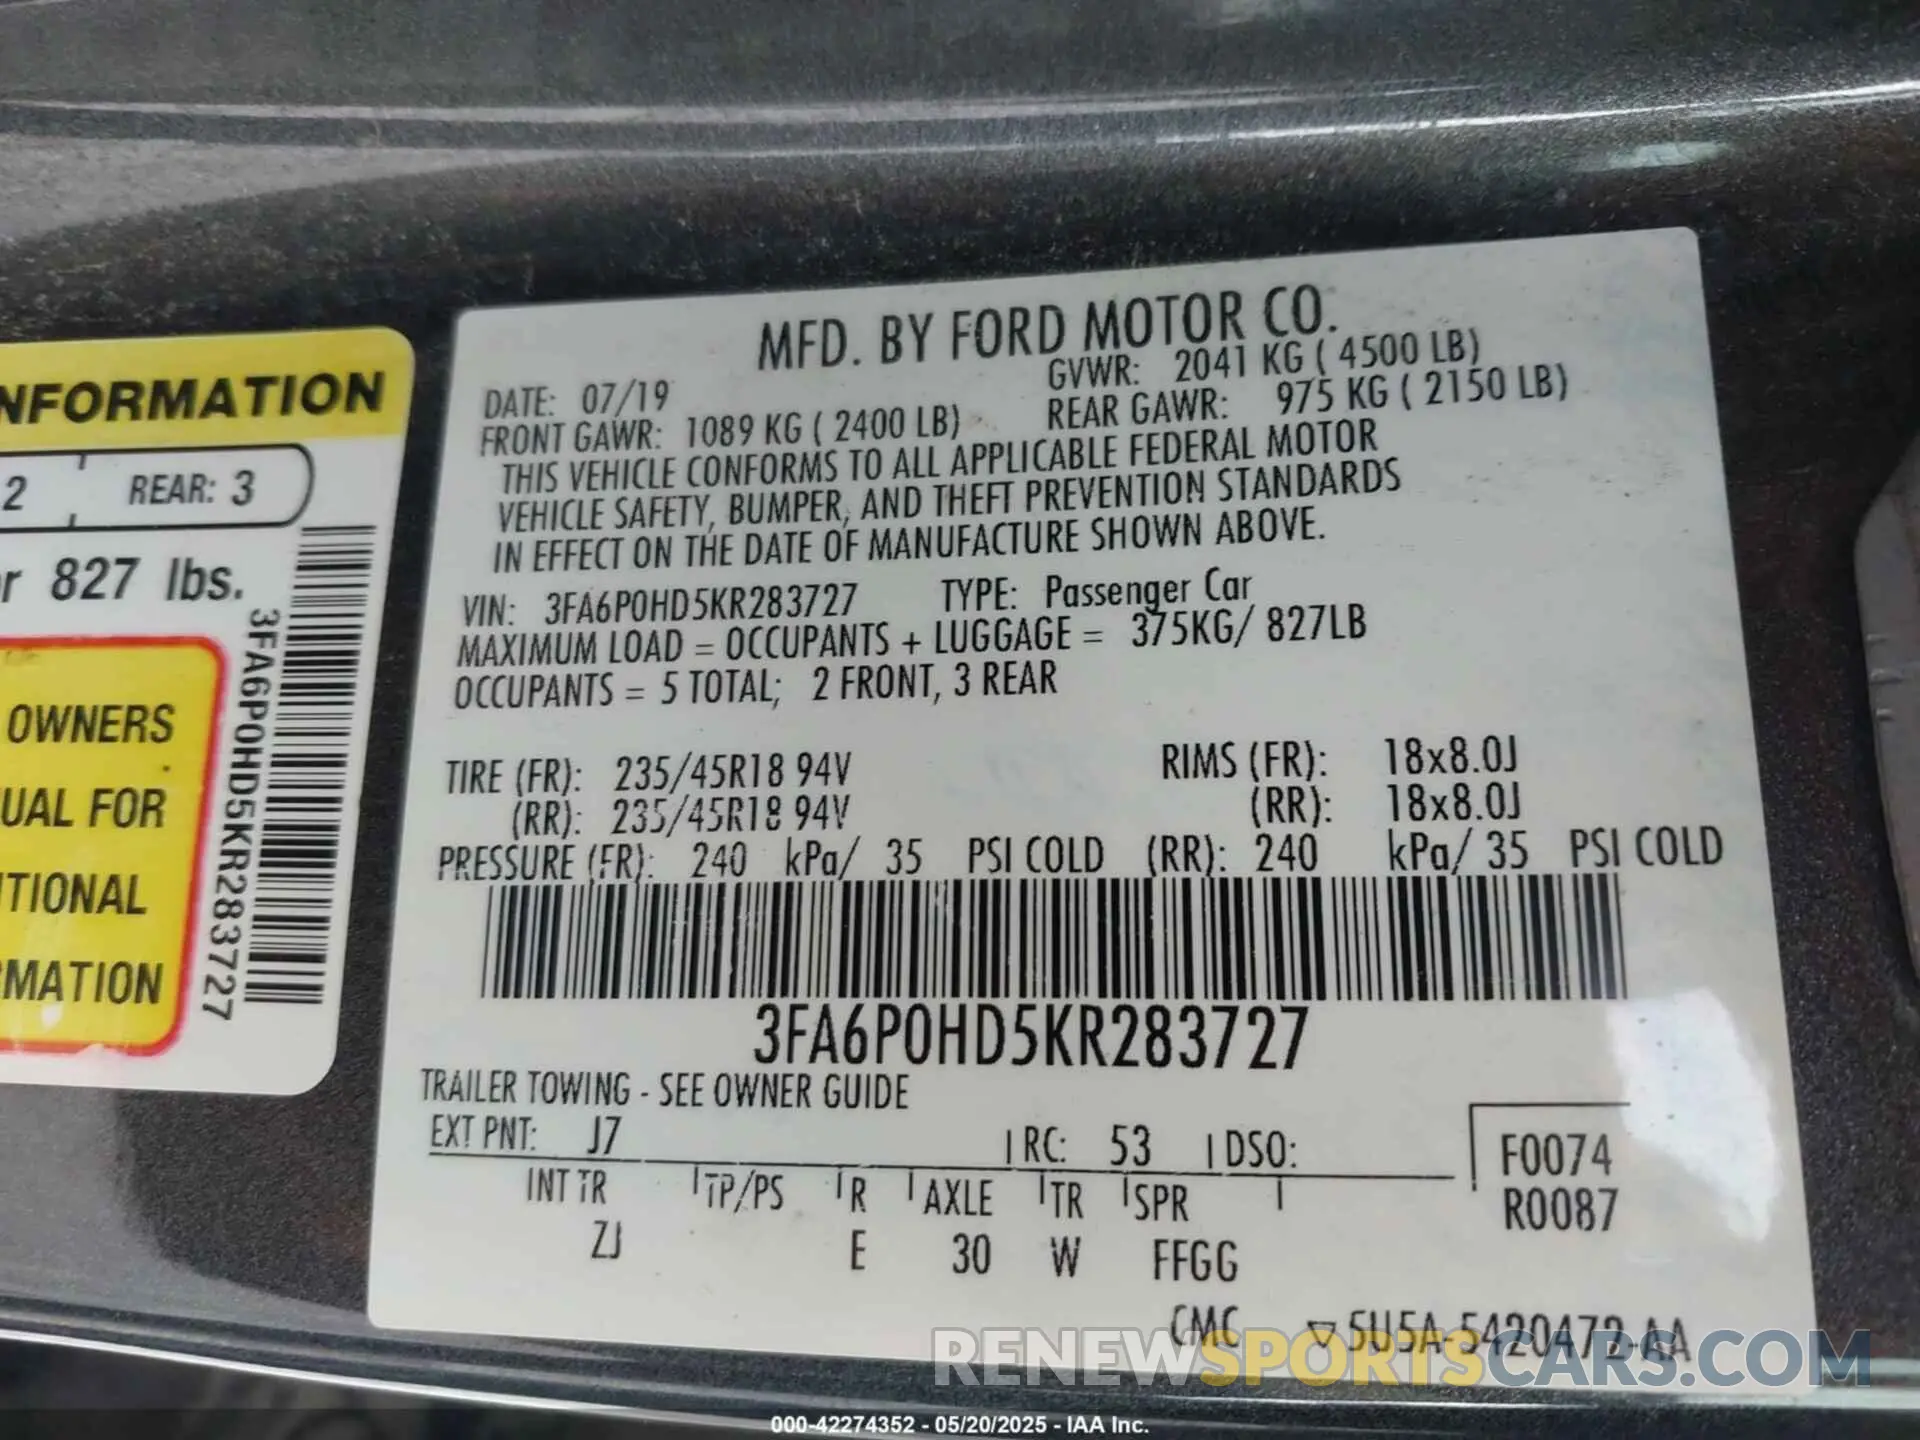 NFORMATION
2 REAR: 3
r 827 lbs.
OWNERS
UAL FOR
ITIONAL
MATION
3FA6P0HD5KR283727
MFD. BY FORD MOTOR CO.
DATE: 07/19 GVWR: 2041 KG ( 4500 LB)
FRONT GAWR: 1089 KG ( 2400 LB) REAR GAWR: 975 KG ( 2150 LB)
THIS VEHICLE CONFORMS TO ALL APPLICABLE FEDERAL MOTOR
VEHICLE SAFETY, BUMPER, AND THEFT PREVENTION STANDARDS
IN EFFECT ON THE DATE OF MANUFACTURE SHOWN ABOVE.
VIN: 3FA6P0HD5KR283727 TYPE: Passenger Car
MAXIMUM LOAD = OCCUPANTS + LUGGAGE = 375KG/ 827LB
OCCUPANTS = 5 TOTAL; 2 FRONT, 3 REAR
TIRE (FR): 235/45R18 94V RIMS (FR): 18x8.0J
(RR): 235/45R18 94V (RR): 18x8.0J
PRESSURE (FR): 240 kPa/ 35 PSI COLD (RR): 240 kPa/ 35 PSI COLD
3FA6P0HD5KR283727
TRAILER TOWING - SEE OWNER GUIDE
EXT PNT: J7 RC: 53 DSO: F0074
INT TR TP/PS R AXLE TR SPR R0087
ZJ E 30 W FFGG
CMC ▽5U5A-5420472-AA
RENEWSPORTSCARS.COM
000-42274352 - 05/20/2025 - IAA Inc.